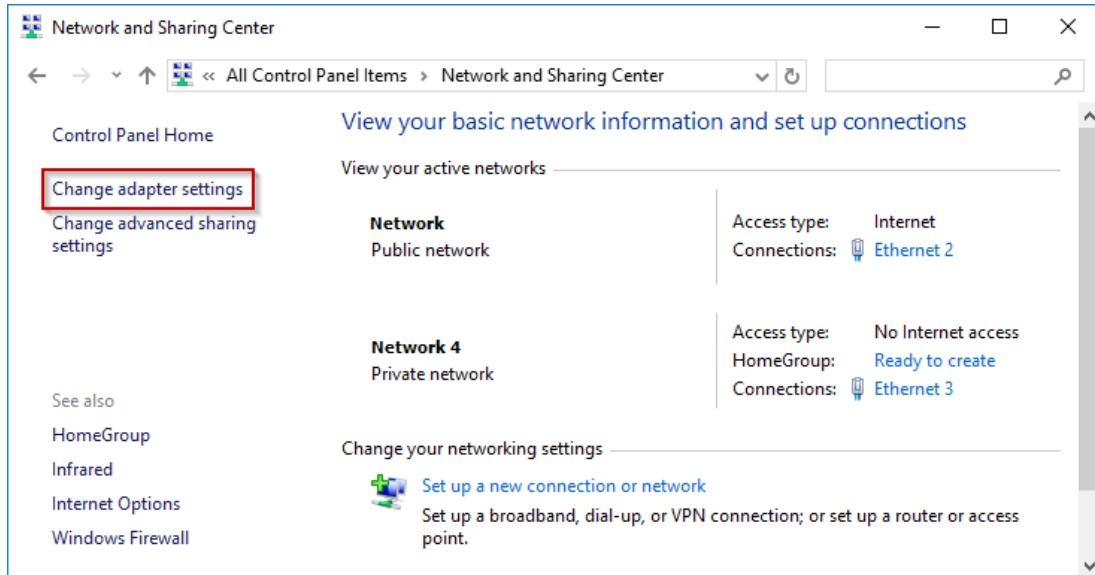 Network and Sharing Center
« All Control Panel Items > Network and Sharing Center
Control Panel Home
Change adapter settings
Change advanced sharing
settings
See also
HomeGroup
Infrared
Internet Options
Windows Firewall
View your basic network information and set up connections
View your active networks
Network
Public network
Access type: Internet
Connections: Ethernet 2
Network 4
Private network
Access type: No Internet access
HomeGroup: Ready to create
Connections: Ethernet 3
Change your networking settings
Set up a new connection or network
Set up a broadband, dial-up, or VPN connection; or set up a router or access
point.